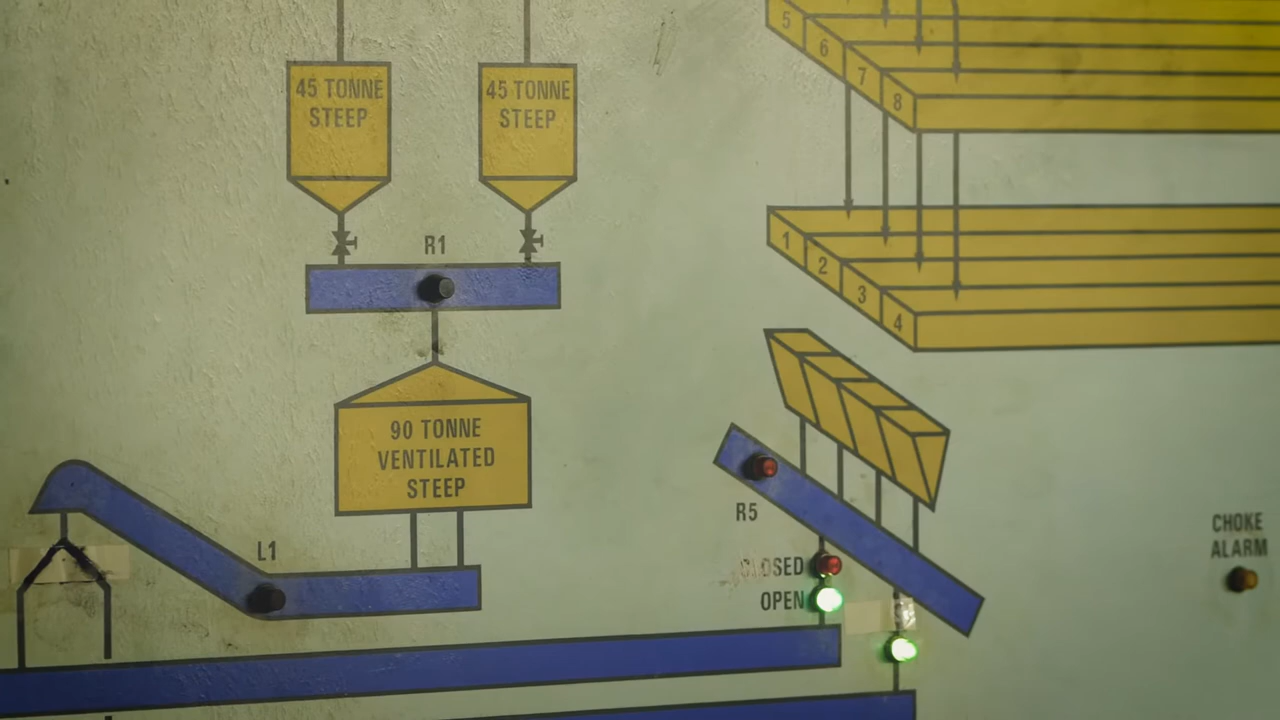 45 TONNE
STEEP
45 TONNE
STEEP
5
6
7
8
R1
1
2
3
4
90 TONNE
VENTILATED
STEEP
L1
R5
CLOSED
OPEN
CHOKE
ALARM